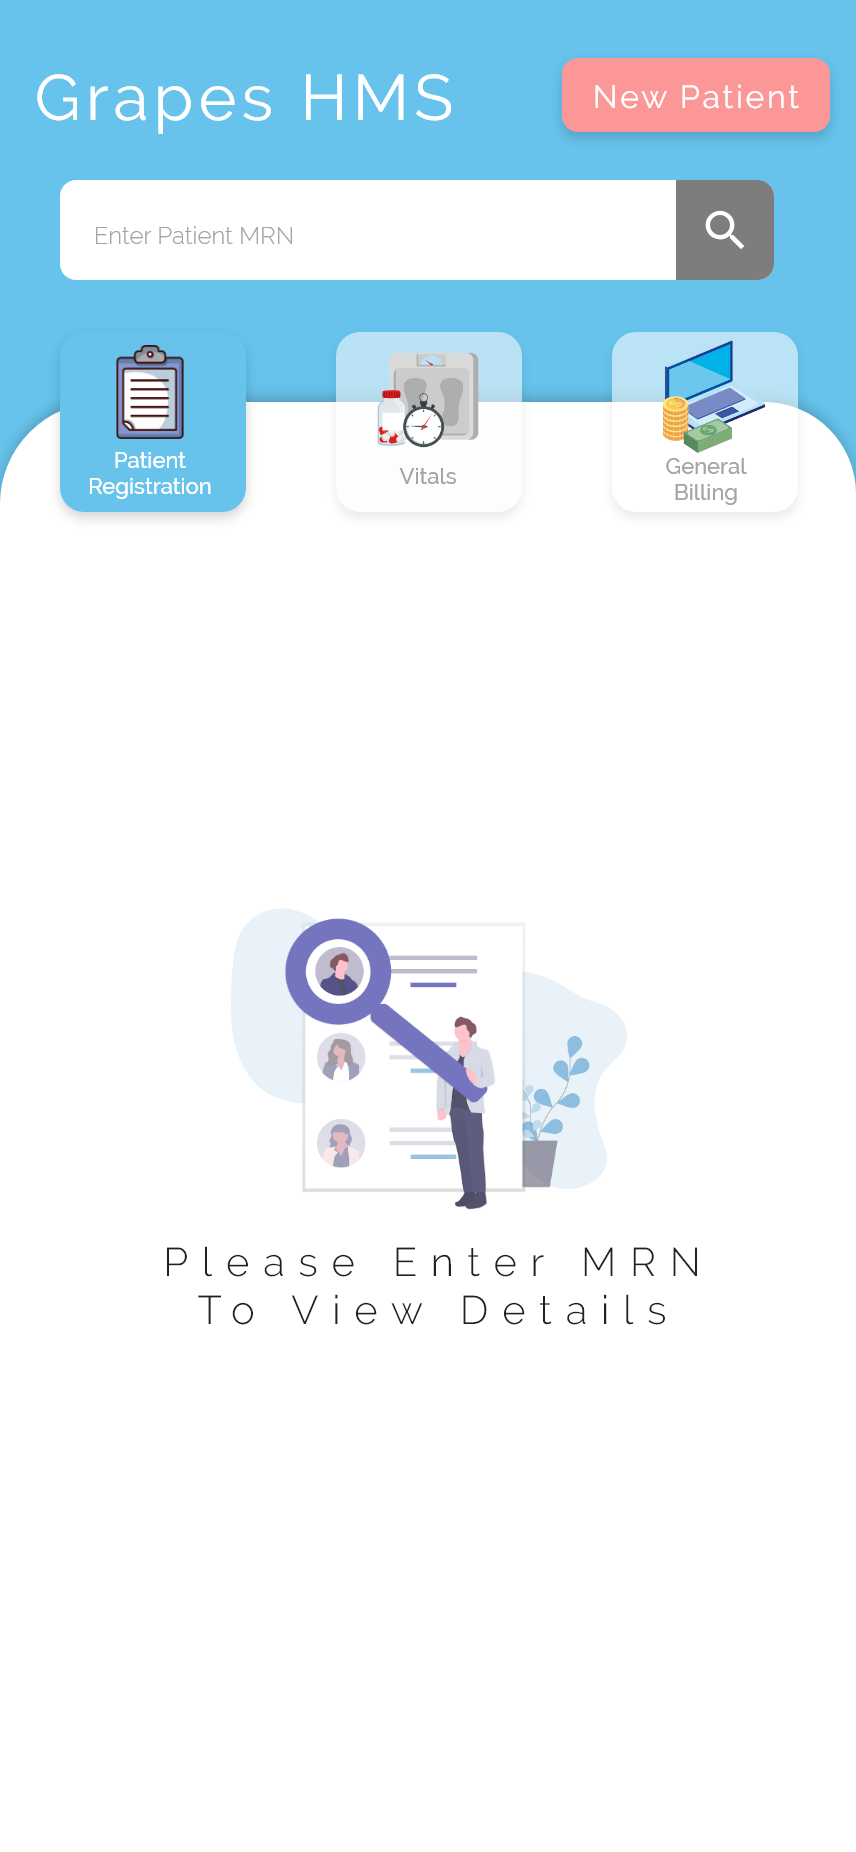 Grapes HMS
New Patient
Enter Patient MRN
Patient
Registration
Vitals
General
Billing
Please Enter MRN
To View Details